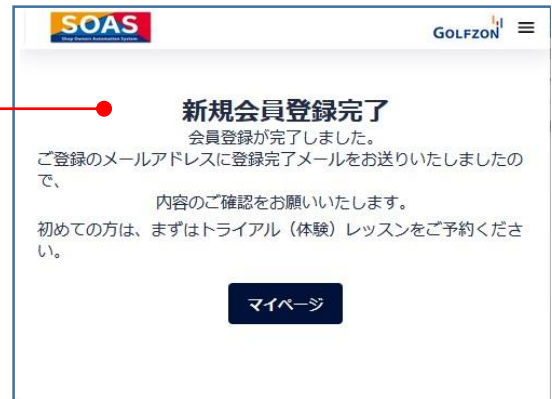 SOAS
Shop Owners Automation System
GOLFZON
新規会員登録完了
会員登録が完了しました。
ご登録のメールアドレスに登録完了メールをお送りいたしましたの
で、
内容のご確認をお願いいたします。
初めての方は、まずはトライアル（体験）レッスンをご予約くださ
い。
マイページ